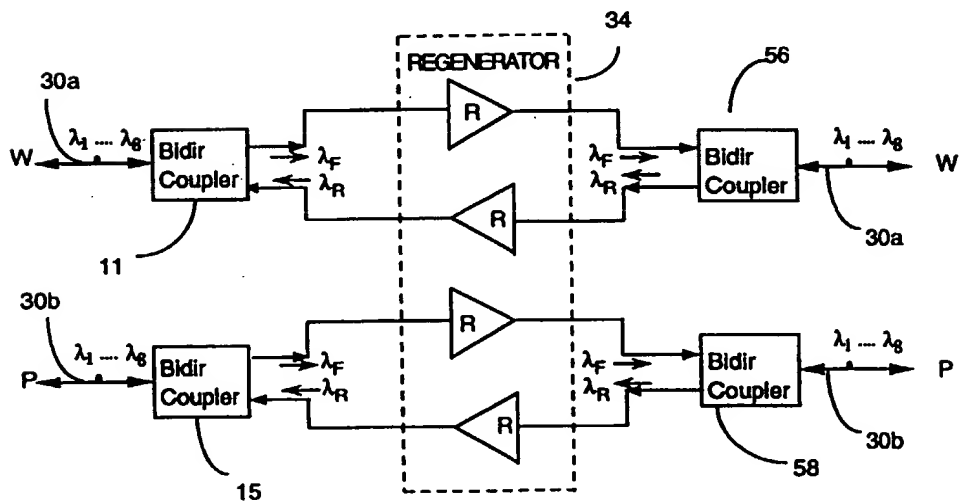 34
REGENERATOR
56
30a
λ1 .... λ8
W
Bidir
Coupler
11
λF
λR
R
R
λF
λR
Bidir
Coupler
λ1 .... λ8
W
30a
30b
λ1 .... λ8
P
Bidir
Coupler
15
λF
λR
R
R
λF
λR
Bidir
Coupler
58
λ1 .... λ8
P
30b